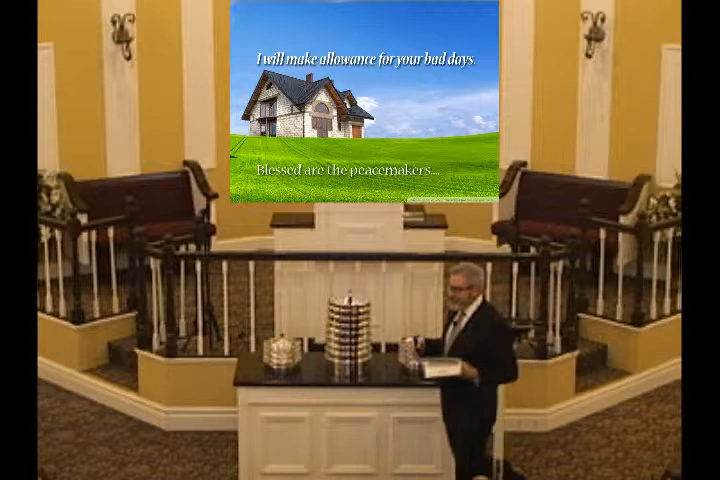 I will make allowance for your bad days.
Blessed are the peacemakers....